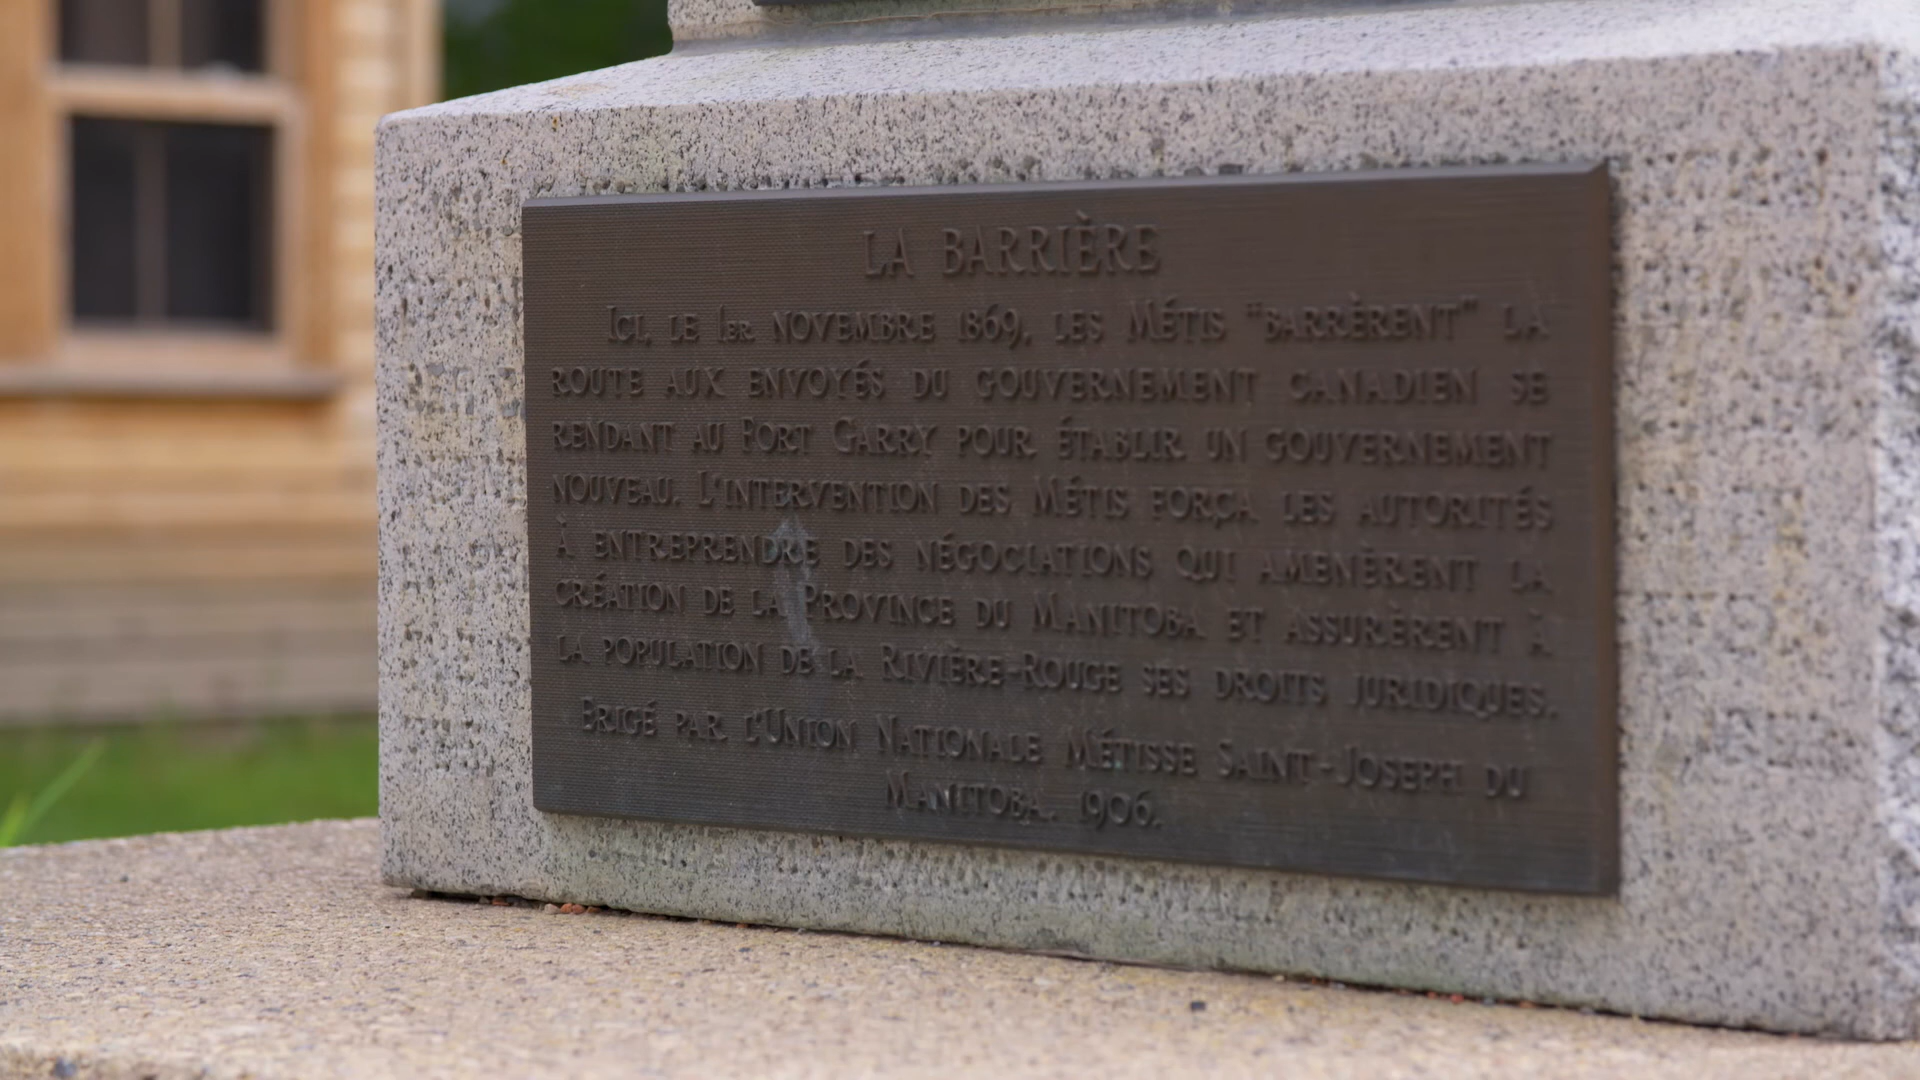 LA BARRIÈRE
ICI, LE 1ER NOVEMBRE 1869, LES MÉTIS "BARRÈRENT" LA
ROUTE AUX ENVOYÉS DU GOUVERNEMENT CANADIEN SE
RENDANT AU FORT GARRY POUR ÉTABLIR UN GOUVERNEMENT
NOUVEAU. L'INTERVENTION DES MÉTIS FORÇA LES AUTORITÉS
À ENTREPRENDRE DES NÉGOCIATIONS QUI AMENÈRENT LA
CRÉATION DE LA PROVINCE DU MANITOBA ET ASSURÈRENT À
LA POPULATION DE LA RIVIÈRE-ROUGE SES DROITS JURIDIQUES.
ERIGÉ PAR L'UNION NATIONALE MÉTISSE SAINT-JOSEPH DU
MANITOBA. 1906.